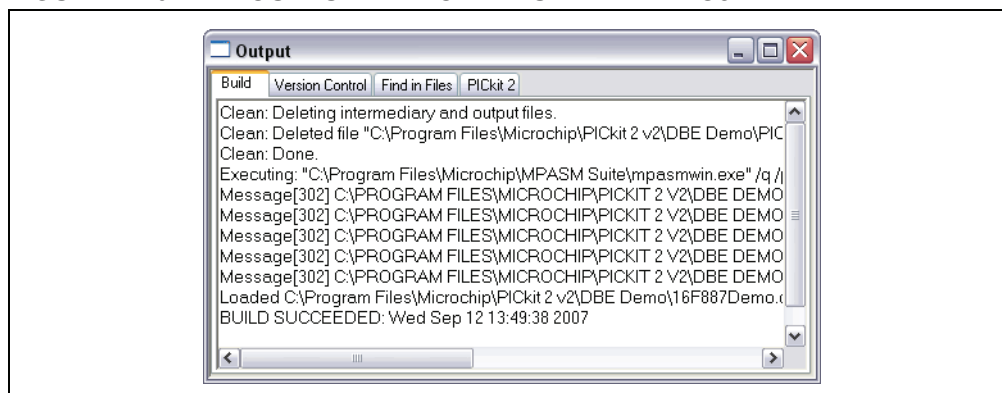 Output
Build Version Control Find in Files PICkit 2
Clean: Deleting intermediary and output files.
Clean: Deleted file "C:\Program Files\Microchip\PICkit 2 v2\DBE Demo\PIC
Clean: Done.
Executing: "C:\Program Files\Microchip\MPASM Suite\mpasmwin.exe" /q /p
Message[302] C:\PROGRAM FILES\MICROCHIP\PICKIT 2 V2\DBE DEMO
Message[302] C:\PROGRAM FILES\MICROCHIP\PICKIT 2 V2\DBE DEMO
Message[302] C:\PROGRAM FILES\MICROCHIP\PICKIT 2 V2\DBE DEMO
Message[302] C:\PROGRAM FILES\MICROCHIP\PICKIT 2 V2\DBE DEMO
Message[302] C:\PROGRAM FILES\MICROCHIP\PICKIT 2 V2\DBE DEMO
Loaded C:\Program Files\Microchip\PICkit 2 v2\DBE Demo\16F887Demo.c
BUILD SUCCEEDED: Wed Sep 12 13:49:38 2007